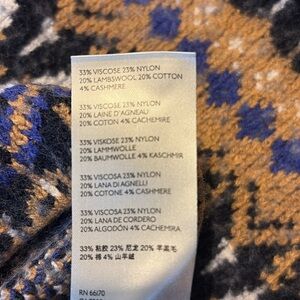 33% VISCOSE 23% NYLON
20% LAMBSWOOL 20% COTTON
4% CASHMERE
33% VISCOSE 23% NYLON
20% LAINE D'AGNEAU
20% COTON 4% CACHEMIRE
33% VISKOSE 23% NYLON
20% LAMMWOLLE
20% BAUMWOLLE 4% KASCHMIR
33% VISCOSA 23% NYLON
20% LANA DI AGNELLI
20% COTONE 4% CASHMERE
33% VISCOSA 23% NYLON
20% LANA DE CORDERO
20% ALGODÓN 4% CACHEMIRA
33% 粘胶 23% 尼龙 20% 羊羔毛
20% 棉 4% 山羊绒
RN 66170